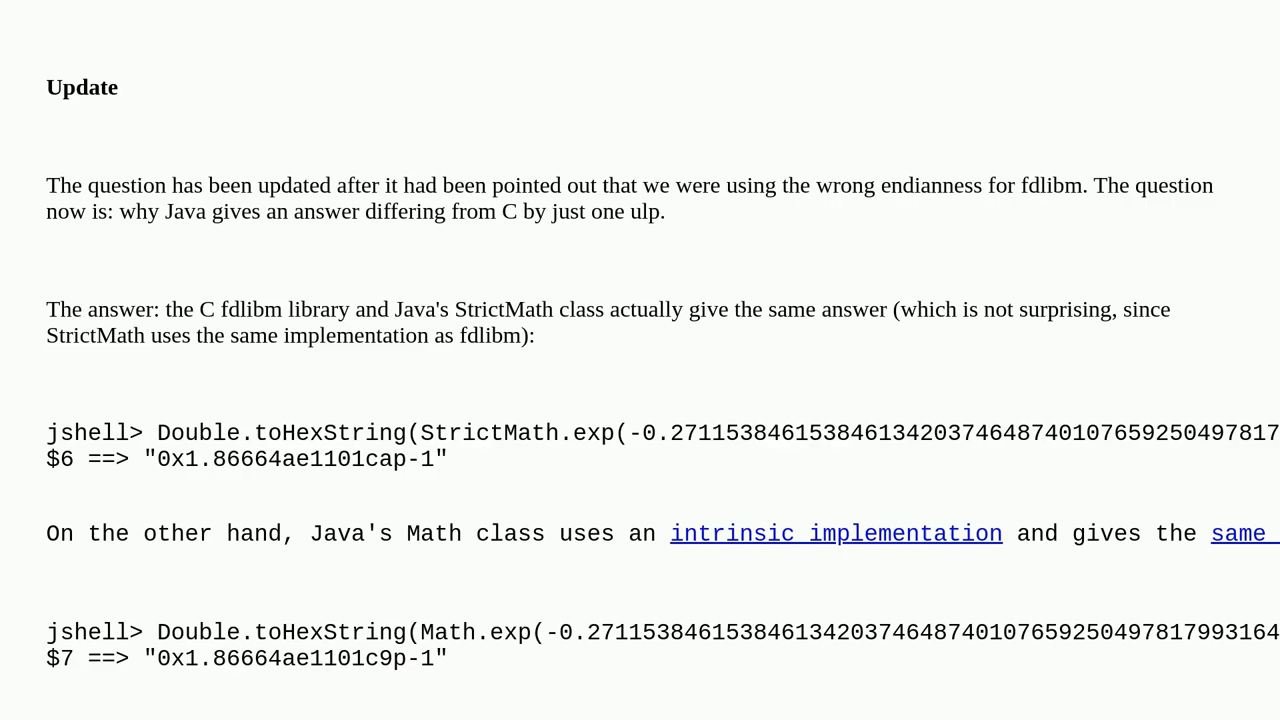 Update
The question has been updated after it had been pointed out that we were using the wrong endianness for fdlibm. The question
now is: why Java gives an answer differing from C by just one ulp.
The answer: the C fdlibm library and Java's StrictMath class actually give the same answer (which is not surprising, since
StrictMath uses the same implementation as fdlibm):
jshell> Double.toHexString(StrictMath.exp(-0.27115384615384613420374648740107659250497817
$6 ==> "0x1.86664ae1101cap-1"
On the other hand, Java's Math class uses an intrinsic implementation and gives the same
jshell> Double.toHexString(Math.exp(-0.27115384615384613420374648740107659250497817993164
$7 ==> "0x1.86664ae1101c9p-1"